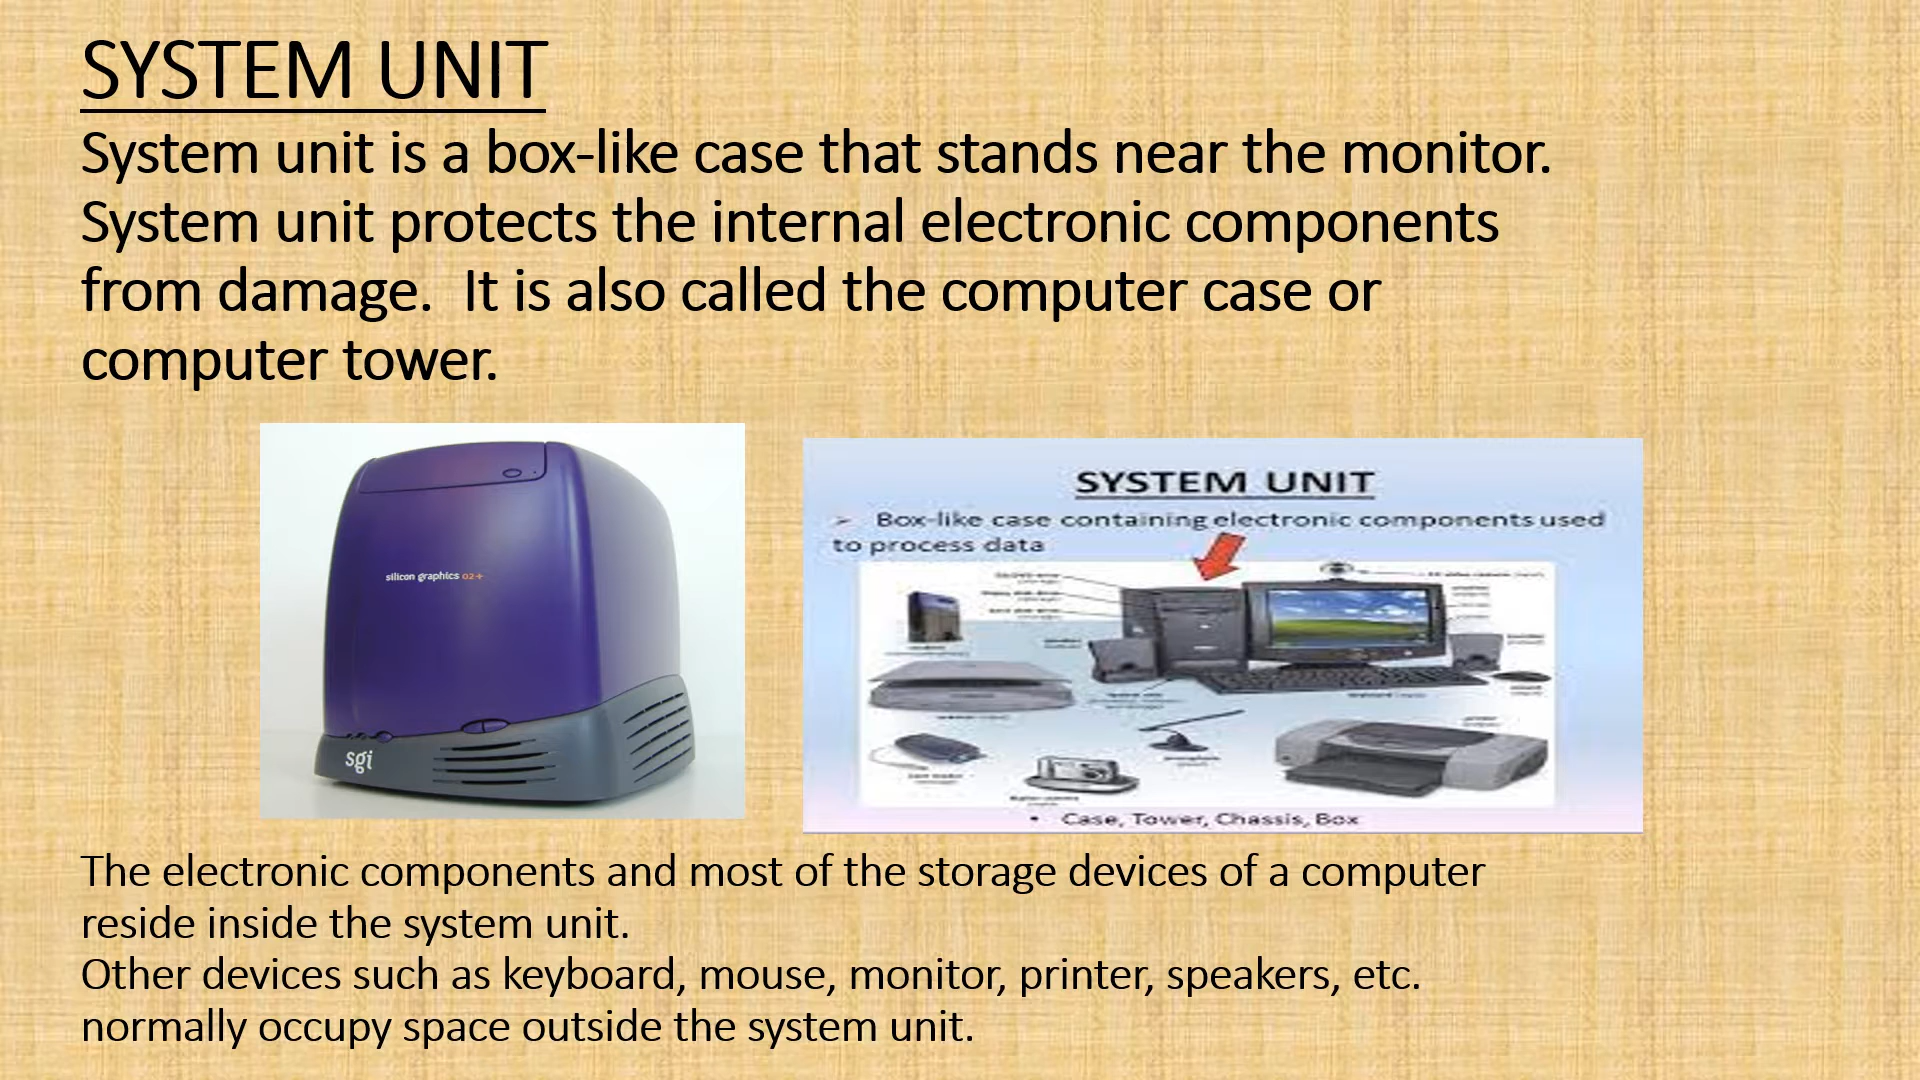 SYSTEM UNIT
System unit is a box-like case that stands near the monitor.
System unit protects the internal electronic components
from damage.  It is also called the computer case or
computer tower.
silicon graphics O2+
sgi
SYSTEM UNIT
➢ Box-like case containing electronic components used
to process data
• Case, Tower, Chassis, Box
The electronic components and most of the storage devices of a computer
reside inside the system unit.
Other devices such as keyboard, mouse, monitor, printer, speakers, etc.
normally occupy space outside the system unit.